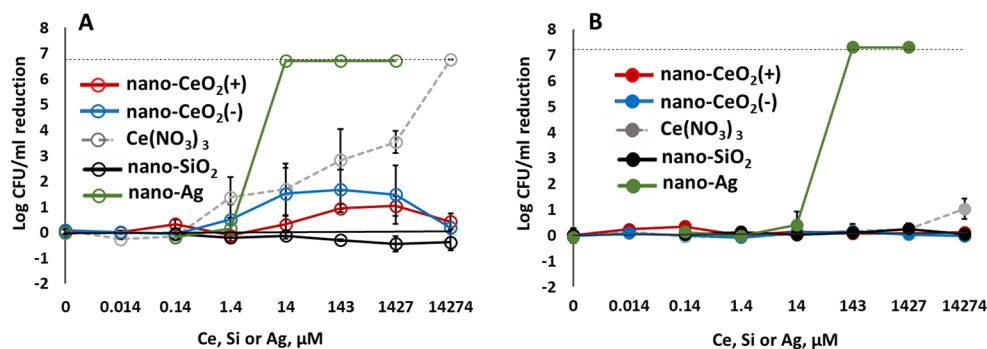 A
Log CFU/ml reduction
8
7
6
5
4
3
2
1
0
-1
-2
nano-CeO₂(+)
nano-CeO₂(-)
Ce(NO₃)₃
nano-SiO₂
nano-Ag
0 0.014 0.14 1.4 14 143 1427 14274
Ce, Si or Ag, µM
B
Log CFU/ml reduction
8
7
6
5
4
3
2
1
0
-1
-2
nano-CeO₂(+)
nano-CeO₂(-)
Ce(NO₃)₃
nano-SiO₂
nano-Ag
0 0.014 0.14 1.4 14 143 1427 14274
Ce, Si or Ag, µM